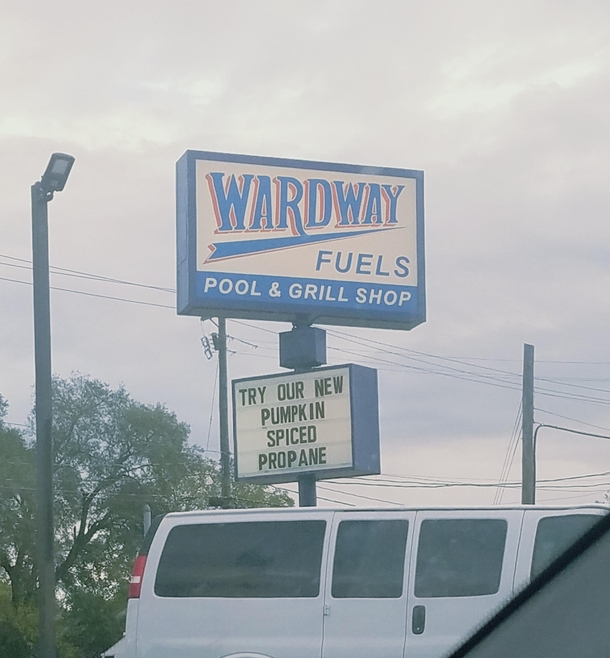 WARDWAY
FUELS
POOL & GRILL SHOP
TRY OUR NEW
PUMPKIN
SPICED
PROPANE